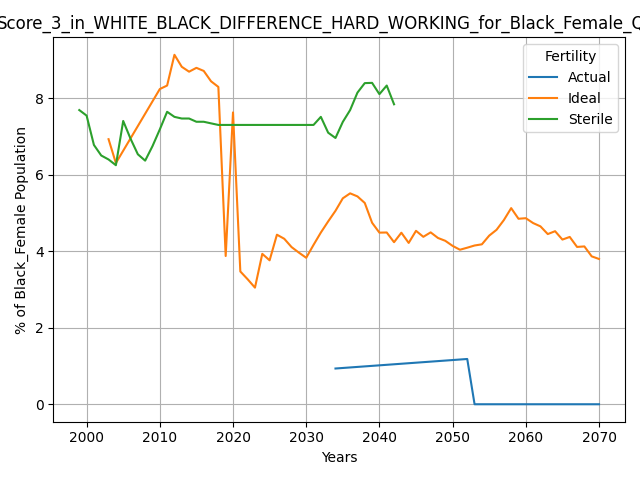 Score_3_in_WHITE_BLACK_DIFFERENCE_HARD_WORKING_for_Black_Female_Q
Fertility
Actual
Ideal
Sterile
% of Black_Female Population
8
6
4
2
0
2000 2010 2020 2030 2040 2050 2060 2070
Years